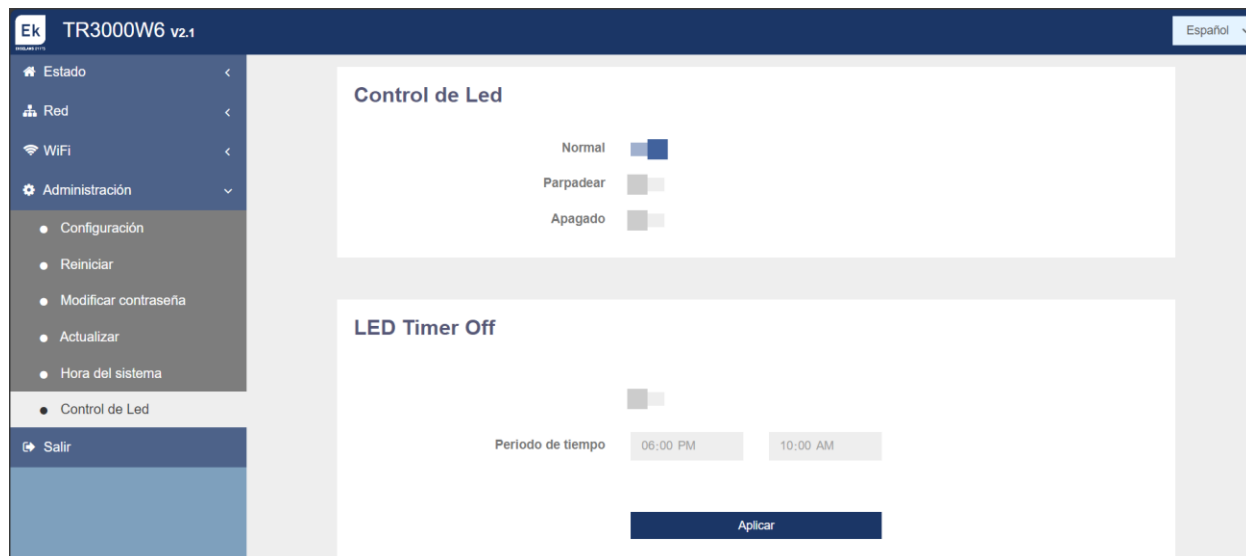 Ek TR3000W6 V2.1
Español
Estado
Red
WiFi
Administración
Configuración
Reiniciar
Modificar contraseña
Actualizar
Hora del sistema
Control de Led
Salir
Control de Led
Normal
Parpadear
Apagado
LED Timer Off
Periodo de tiempo 06:00 PM 10:00 AM
Aplicar